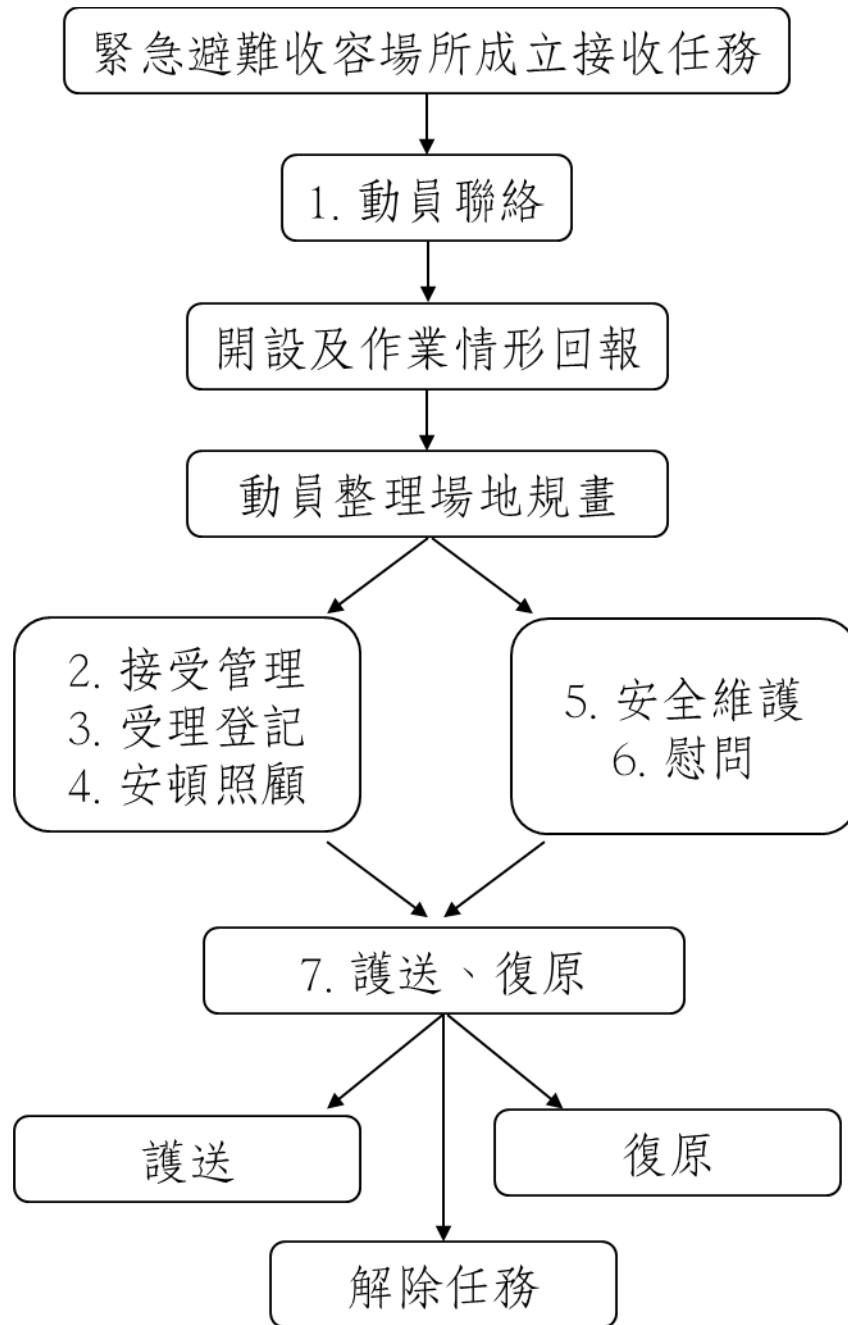 緊急避難收容場所成立接收任務
1. 動員聯絡
開設及作業情形回報
動員整理場地規畫
2. 接受管理
3. 受理登記
4. 安頓照顧
5. 安全維護
6. 慰問
7. 護送、復原
護送
復原
解除任務